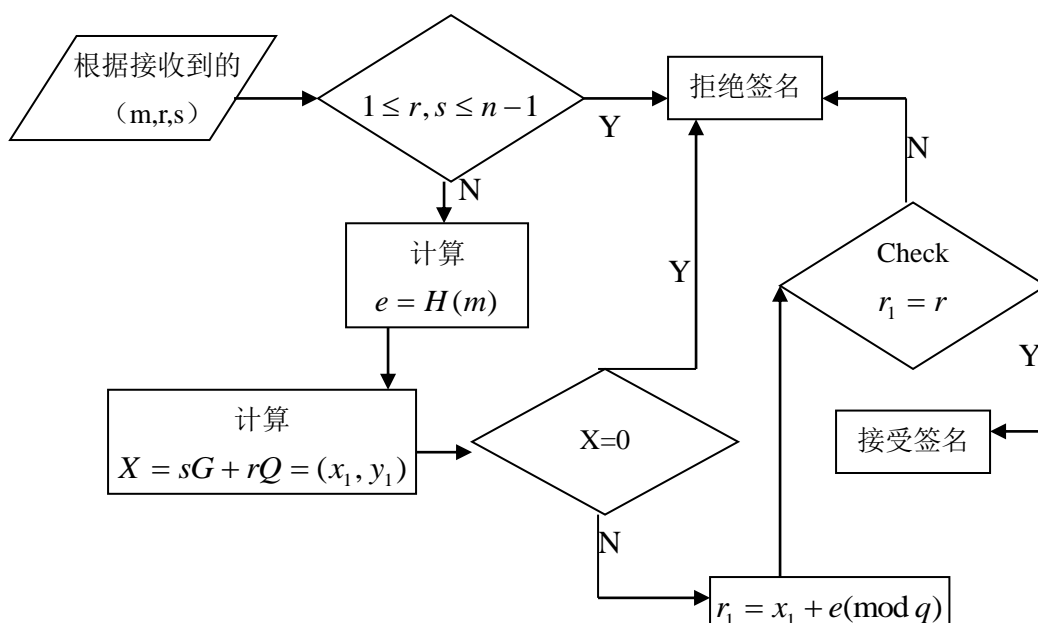 根据接收到的
（m,r,s）
1 ≤ r, s ≤ n − 1
Y
拒绝签名
N
N
计算
e = H(m)
Y
Check
r₁ = r
Y
计算
X = sG + rQ = (x₁, y₁)
X=0
接受签名
N
r₁ = x₁ + e(mod q)